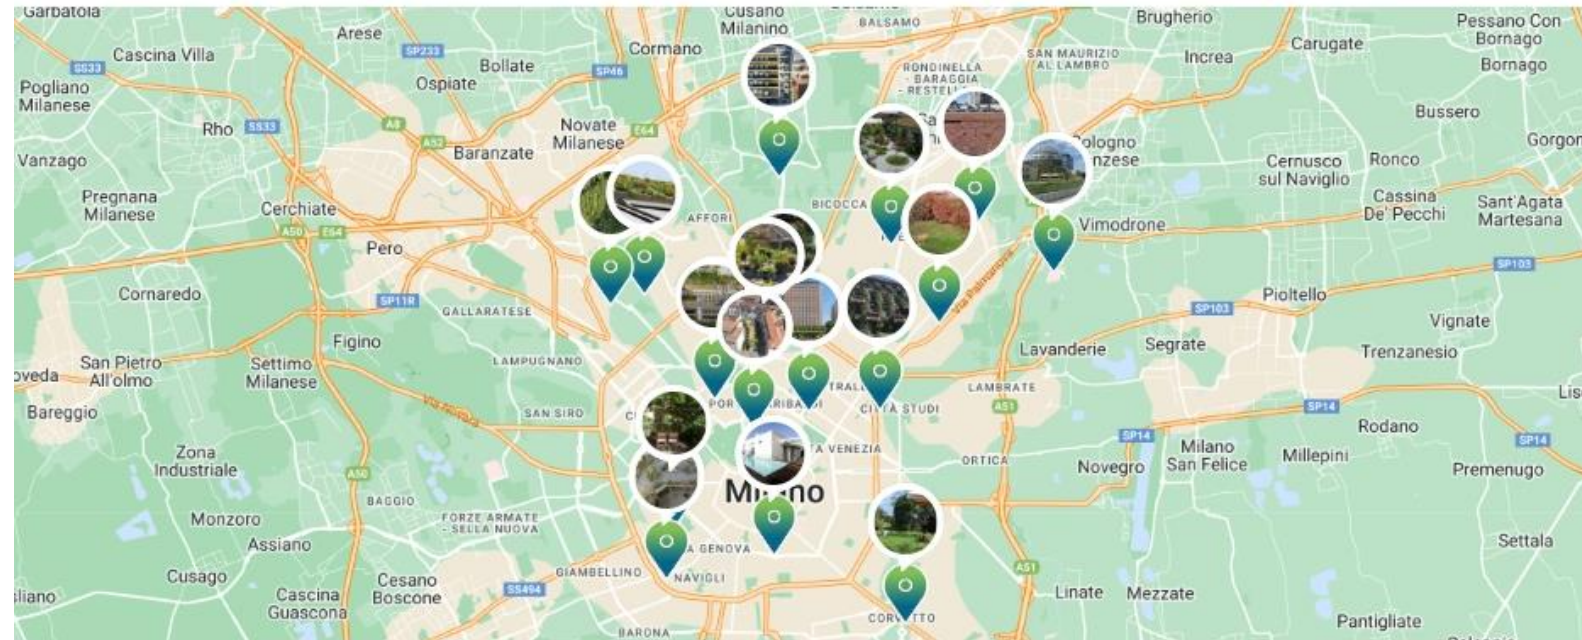 Garbatola
Cusano
Milanino
BALSAMO
Brugherio
Pessano Con
Bornago
Arese
SP233
Cormano
Carugate
Cascina Villa
SS33
Bollate
SP46
RONDINELLA
- BARAGGIA
SAN MAURIZIO
AL LAMBRO
Increa
Bornago
Pogliano
Milanese
Ospiate
Bussero
Rho
SS33
A8
A52
Novate
Milanese
E64
Baranzate
Vanzago
Cernusco
sul Naviglio
Ronco
Pregnana
Milanese
Cerchiate
AFFORI
BICOCCA
Cassina
De' Pecchi
Sant'Agata
Martesana
A50
E64
Vimodrone
Pero
Via Palmanova
SP103
Cornaredo
SP11R
GALLARATESE
Pioltello
SP103
Vignate
Figino
Lavanderie
Segrate
Trenzanesio
San Pietro
All'olmo
Settimo
Milanese
LAMPUGNANO
LAMBRATE
Bareggio
Via Novara
SAN SIRO
CITTÀ STUDI
A51
SP14
Rodano
Zona
Industriale
VENEZIA
ORTICA
SP14
Milano
San Felice
Millepini
SP14
A50
Novegro
Premenugo
BAGGIO
Monzoro
FORZE ARMATE
- SELLA NUOVA
Settala
Assiano
GENOVA
A51
Cusago
Cesano
Boscone
SS494
GIAMBELLINO
NAVIGLI
Linate
Mezzate
Cascina
Guascona
BARONA
Pantigliate